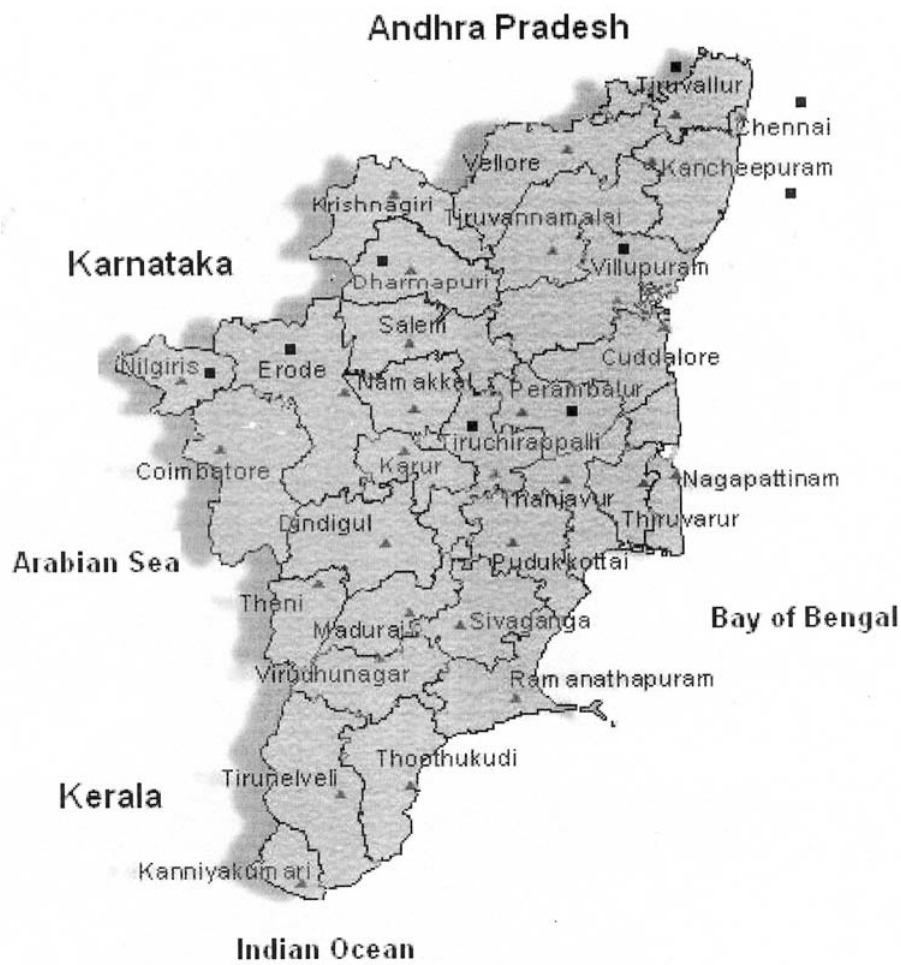 Andhra Pradesh
Tiruvallur
Chennai
Vellore
Kancheepuram
Krishnagiri
Tiruvannamalai
Karnataka
Villupuram
Dharmapuri
Salem
Cuddalore
Nilgiris
Erode
Namakkal
Perambalur
Tiruchirappalli
Coimbatore
Karur
Nagapattinam
Thanjavur
Thiruvarur
Dindigul
Arabian Sea
Pudukkottai
Theni
Bay of Bengal
Madurai
Sivaganga
Virudhunagar
Ramanathapuram
Thoothukudi
Tirunelveli
Kerala
Kanniyakumari
Indian Ocean